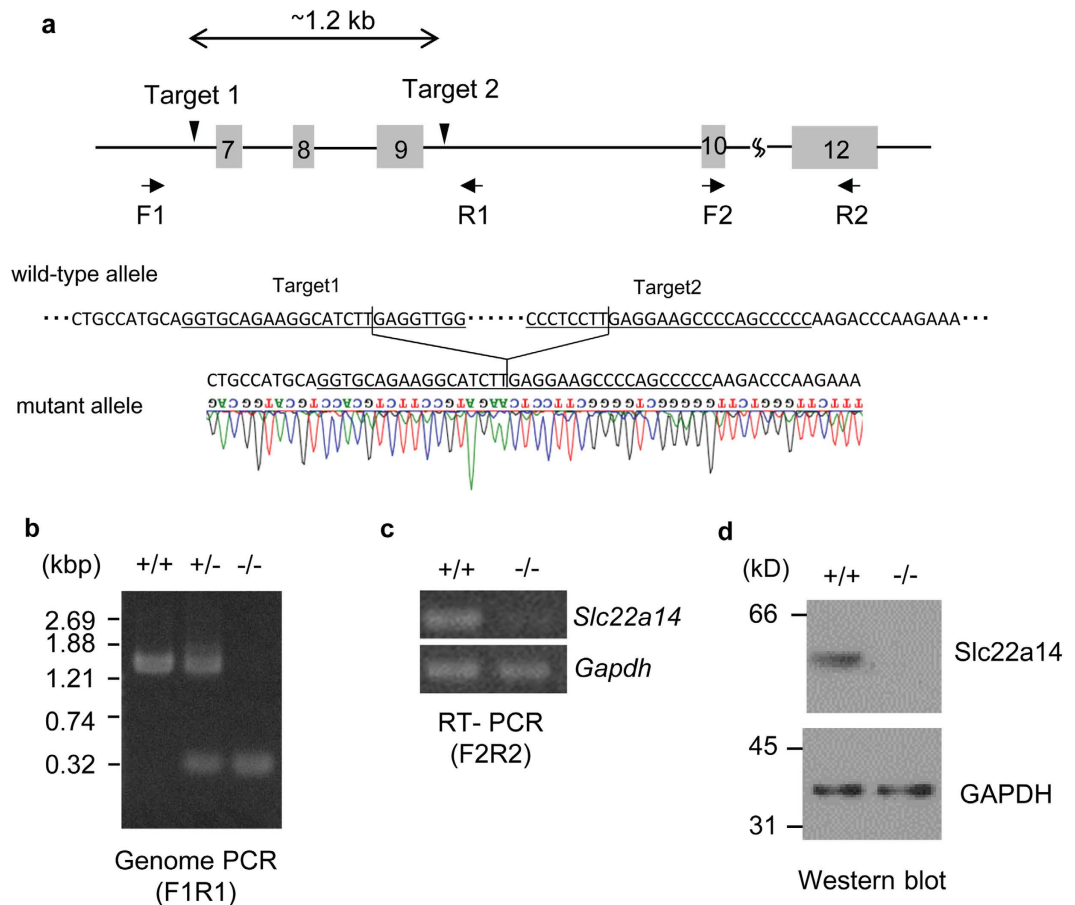 a
~1.2 kb
Target 1
Target 2
7
8
9
10
12
F1
R1
F2
R2
wild-type allele
Target1
Target2
···CTGCCATGCAGGTGCAGAAGGCATCTTGAGGTTGG······CCCTCCTTGAGGAAGCCCCAGCCCCCAAGACCCAAGAAA···
CTGCCATGCAGGTGCAGAAGGCATCTTGAGGAAGCCCCAGCCCCCAAGACCCAAGAAA
mutant allele
b
(kbp)
+/+ +/- -/-
2.69
1.88
1.21
0.74
0.32
Genome PCR
(F1R1)
c
+/+ -/-
Slc22a14
Gapdh
RT- PCR
(F2R2)
d
(kD)
+/+ -/-
66
Slc22a14
45
GAPDH
31
Western blot